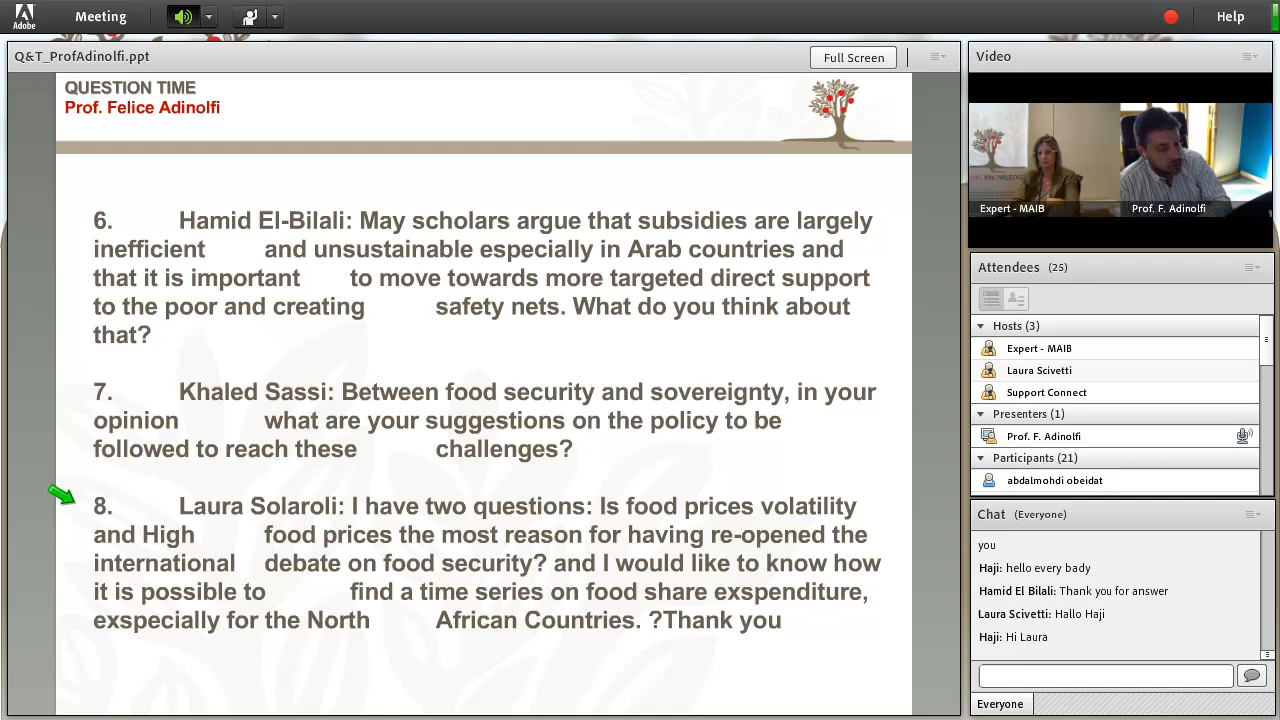 Adobe
Meeting
Help
Q&T_ProfAdinolfi.ppt
Full Screen
QUESTION TIME
Prof. Felice Adinolfi
6. Hamid El-Bilali: May scholars argue that subsidies are largely
inefficient and unsustainable especially in Arab countries and
that it is important to move towards more targeted direct support
to the poor and creating safety nets. What do you think about
that?
7. Khaled Sassi: Between food security and sovereignty, in your
opinion what are your suggestions on the policy to be
followed to reach these challenges?
8. Laura Solaroli: I have two questions: Is food prices volatility
and High food prices the most reason for having re-opened the
international debate on food security? and I would like to know how
it is possible to find a time series on food share exspenditure,
exspecially for the North African Countries. ?Thank you
Video
Expert - MAIB
Prof. F. Adinolfi
Attendees (25)
Hosts (3)
Expert - MAIB
Laura Scivetti
Support Connect
Presenters (1)
Prof. F. Adinolfi
Participants (21)
abdalmohdi obeidat
Chat (Everyone)
you
Haji: hello every bady
Hamid El Bilali: Thank you for answer
Laura Scivetti: Hallo Haji
Haji: Hi Laura
Everyone